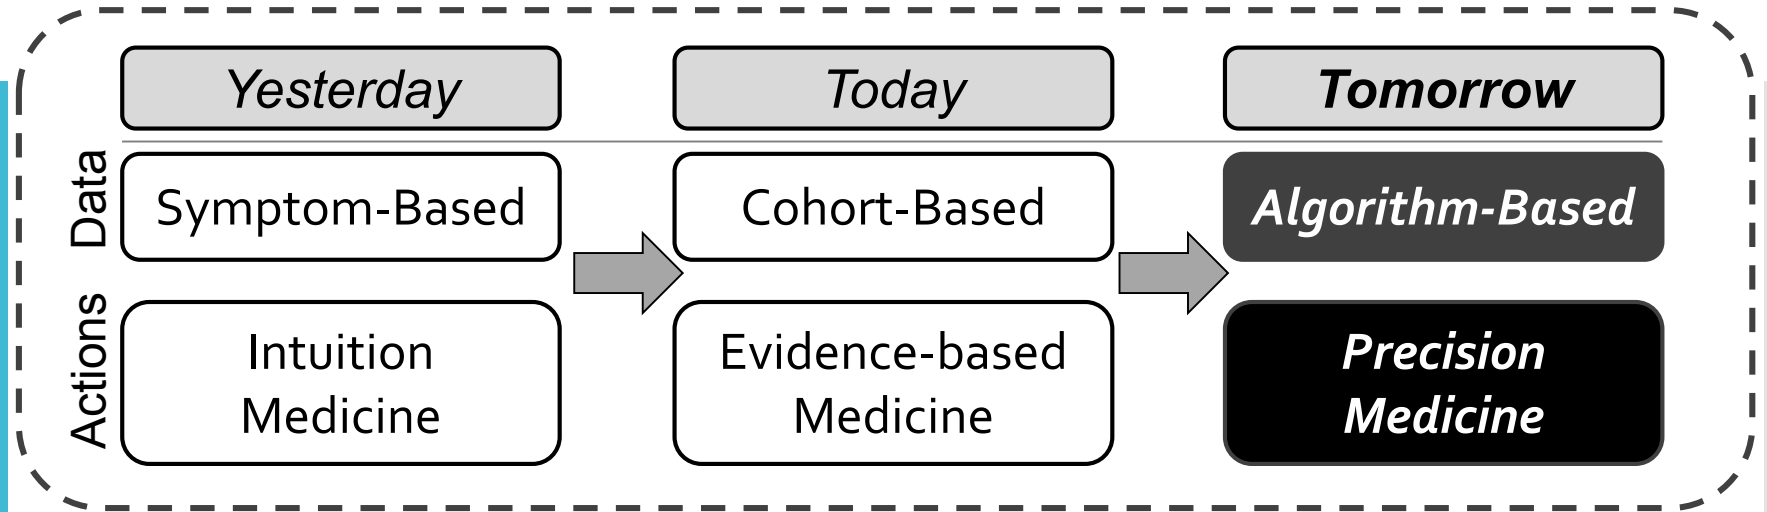 Yesterday
Today
Tomorrow
Data
Symptom-Based
Cohort-Based
Algorithm-Based
Actions
Intuition
Medicine
Evidence-based
Medicine
Precision
Medicine